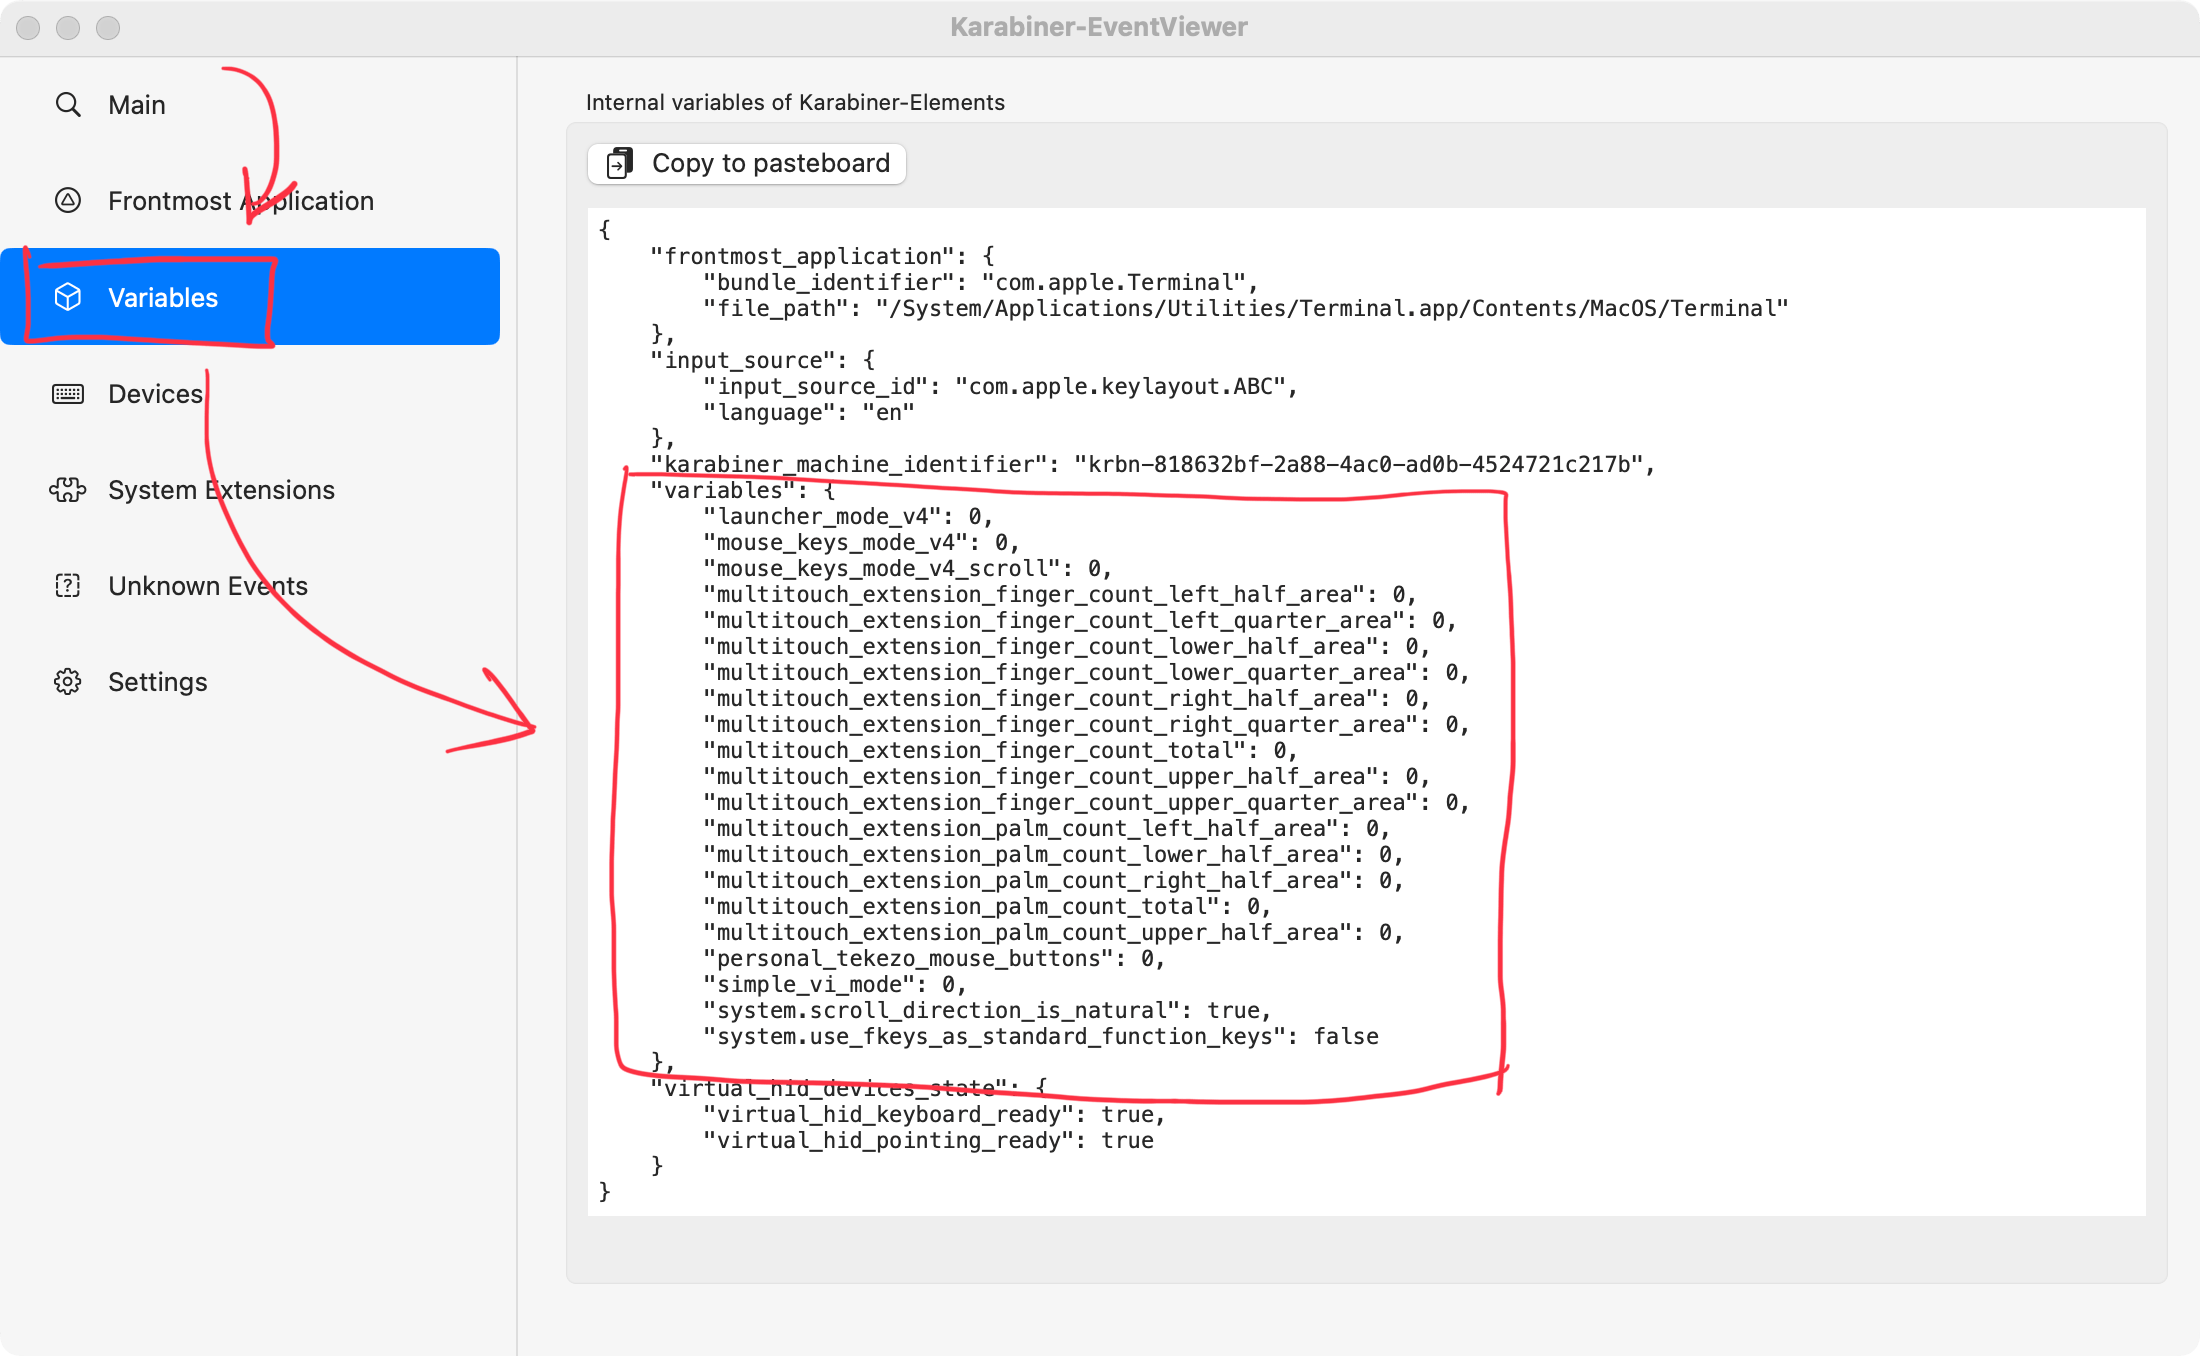 Karabiner-EventViewer
Main
Frontmost Application
Variables
Devices
System Extensions
Unknown Events
Settings
Internal variables of Karabiner-Elements
Copy to pasteboard
{
    "frontmost_application": {
        "bundle_identifier": "com.apple.Terminal",
        "file_path": "/System/Applications/Utilities/Terminal.app/Contents/MacOS/Terminal"
    },
    "input_source": {
        "input_source_id": "com.apple.keylayout.ABC",
        "language": "en"
    },
    "karabiner_machine_identifier": "krbn-818632bf-2a88-4ac0-ad0b-4524721c217b",
    "variables": {
        "launcher_mode_v4": 0,
        "mouse_keys_mode_v4": 0,
        "mouse_keys_mode_v4_scroll": 0,
        "multitouch_extension_finger_count_left_half_area": 0,
        "multitouch_extension_finger_count_left_quarter_area": 0,
        "multitouch_extension_finger_count_lower_half_area": 0,
        "multitouch_extension_finger_count_lower_quarter_area": 0,
        "multitouch_extension_finger_count_right_half_area": 0,
        "multitouch_extension_finger_count_right_quarter_area": 0,
        "multitouch_extension_finger_count_total": 0,
        "multitouch_extension_finger_count_upper_half_area": 0,
        "multitouch_extension_finger_count_upper_quarter_area": 0,
        "multitouch_extension_palm_count_left_half_area": 0,
        "multitouch_extension_palm_count_lower_half_area": 0,
        "multitouch_extension_palm_count_right_half_area": 0,
        "multitouch_extension_palm_count_total": 0,
        "multitouch_extension_palm_count_upper_half_area": 0,
        "personal_tekezo_mouse_buttons": 0,
        "simple_vi_mode": 0,
        "system.scroll_direction_is_natural": true,
        "system.use_fkeys_as_standard_function_keys": false
    },
    "virtual_hid_devices_state": {
        "virtual_hid_keyboard_ready": true,
        "virtual_hid_pointing_ready": true
    }
}